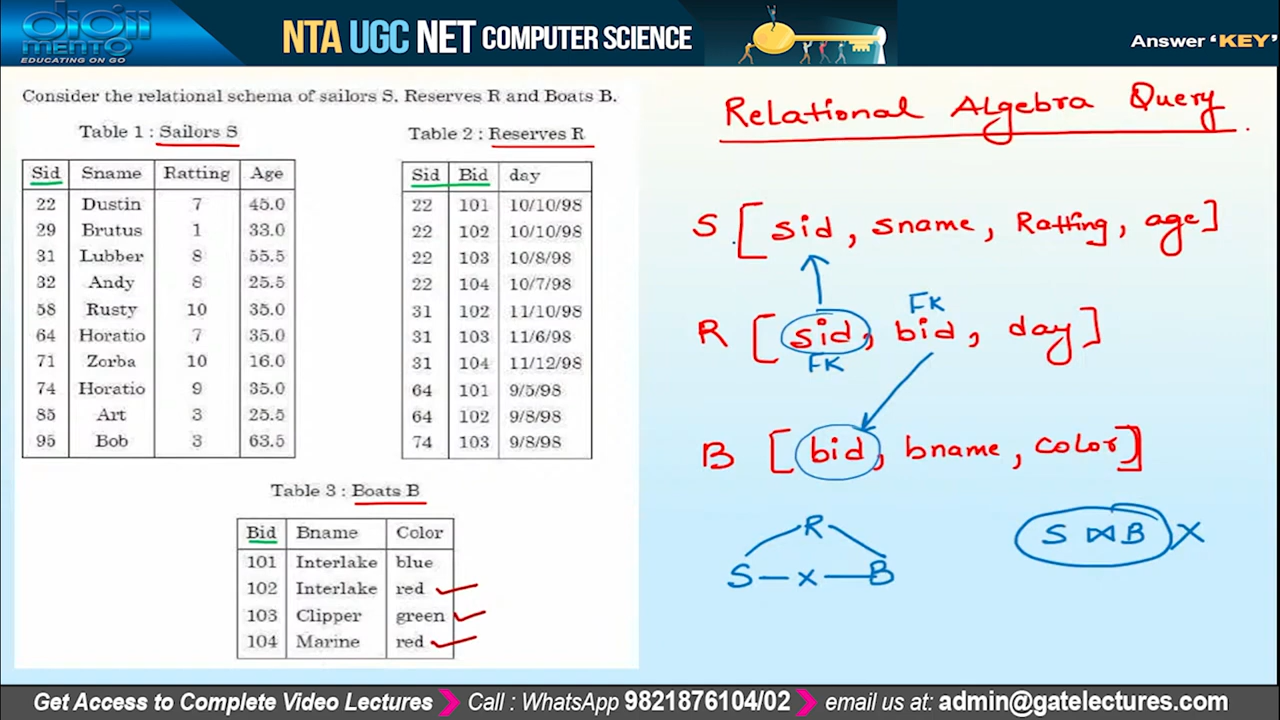 didii
MENTO
EDUCATING ON GO
NTA UGC NET COMPUTER SCIENCE
Answer ‘KEY’
Consider the relational schema of sailors S. Reserves R and Boats B.
Table 1 : Sailors S
Sid Sname Ratting Age
22 Dustin 7 45.0
29 Brutus 1 33.0
31 Lubber 8 55.5
32 Andy 8 25.5
58 Rusty 10 35.0
64 Horatio 7 35.0
71 Zorba 10 16.0
74 Horatio 9 35.0
85 Art 3 25.5
95 Bob 3 63.5
Table 2 : Reserves R
Sid Bid day
22 101 10/10/98
22 102 10/10/98
22 103 10/8/98
22 104 10/7/98
31 102 11/10/98
31 103 11/6/98
31 104 11/12/98
64 101 9/5/98
64 102 9/8/98
74 103 9/8/98
Table 3 : Boats B
Bid Bname Color
101 Interlake blue
102 Interlake red
103 Clipper green
104 Marine red
Relational Algebra Query
S [sid, sname, Ratting, age]
FK
R [sid, bid, day]
FK
B [bid, bname, color]
R
S x B
S ⋈ B X
Get Access to Complete Video Lectures Call : WhatsApp 9821876104/02 email us at: admin@gatelectures.com